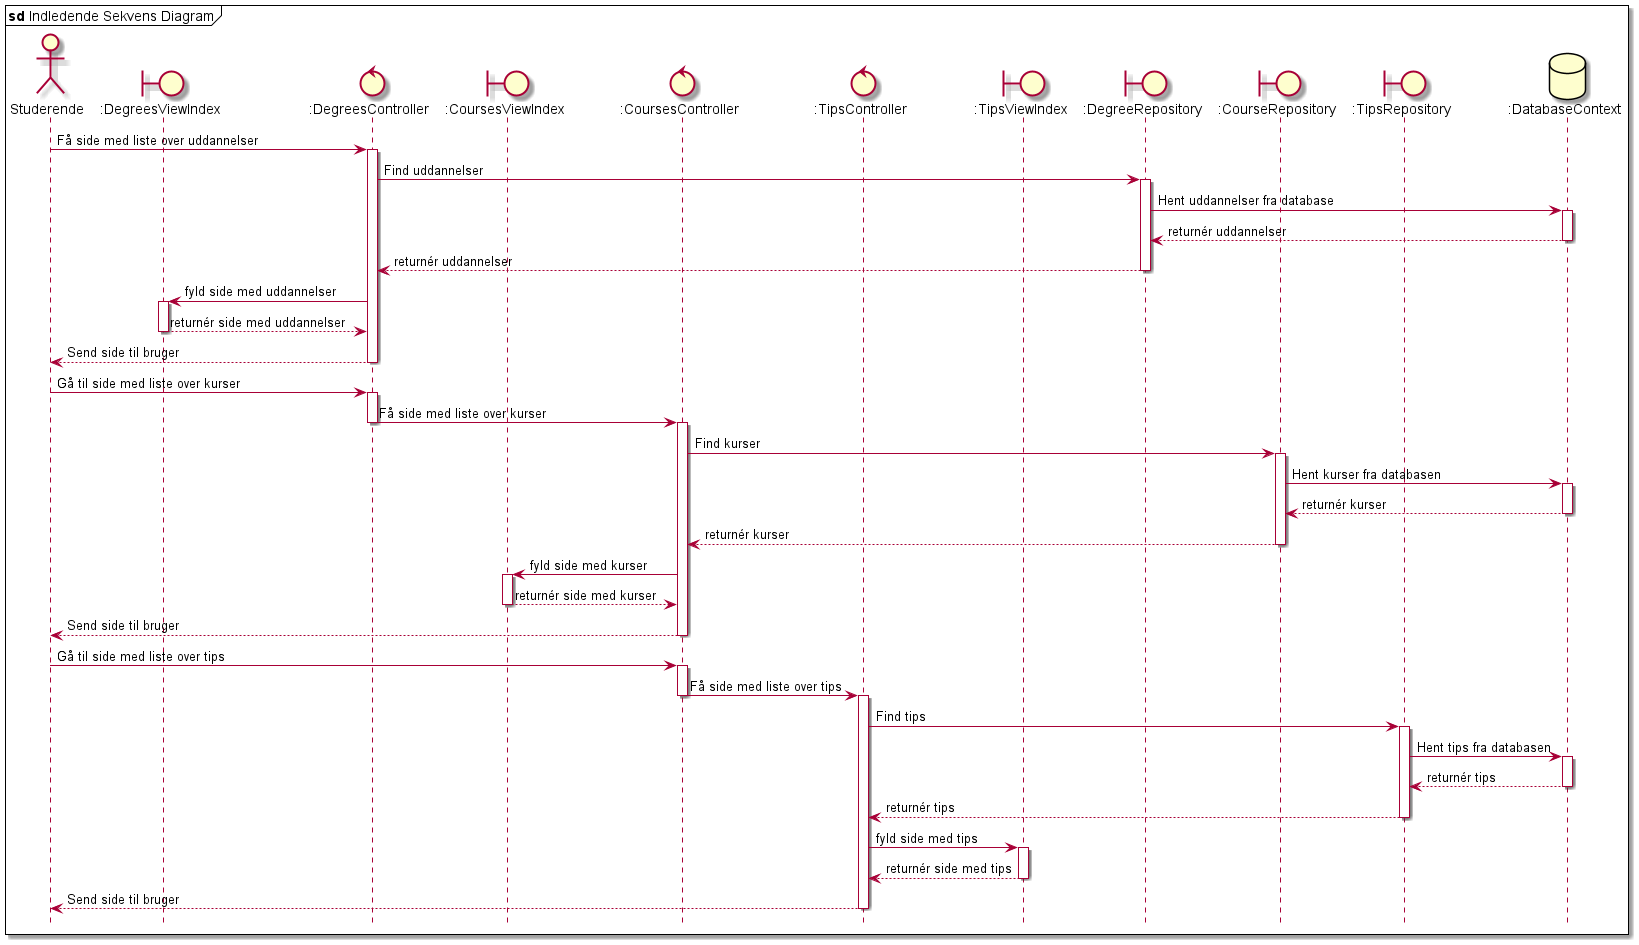 sd Indledende Sekvens Diagram
Studerende
:DegreesViewIndex
:DegreesController
:CoursesViewIndex
:CoursesController
:TipsController
:TipsViewIndex
:DegreeRepository
:CourseRepository
:TipsRepository
:DatabaseContext
Få side med liste over uddannelser
Find uddannelser
Hent uddannelser fra database
returnér uddannelser
returnér uddannelser
fyld side med uddannelser
returnér side med uddannelser
Send side til bruger
Gå til side med liste over kurser
Få side med liste over kurser
Find kurser
Hent kurser fra databasen
returnér kurser
returnér kurser
fyld side med kurser
returnér side med kurser
Send side til bruger
Gå til side med liste over tips
Få side med liste over tips
Find tips
Hent tips fra databasen
returnér tips
returnér tips
fyld side med tips
returnér side med tips
Send side til bruger